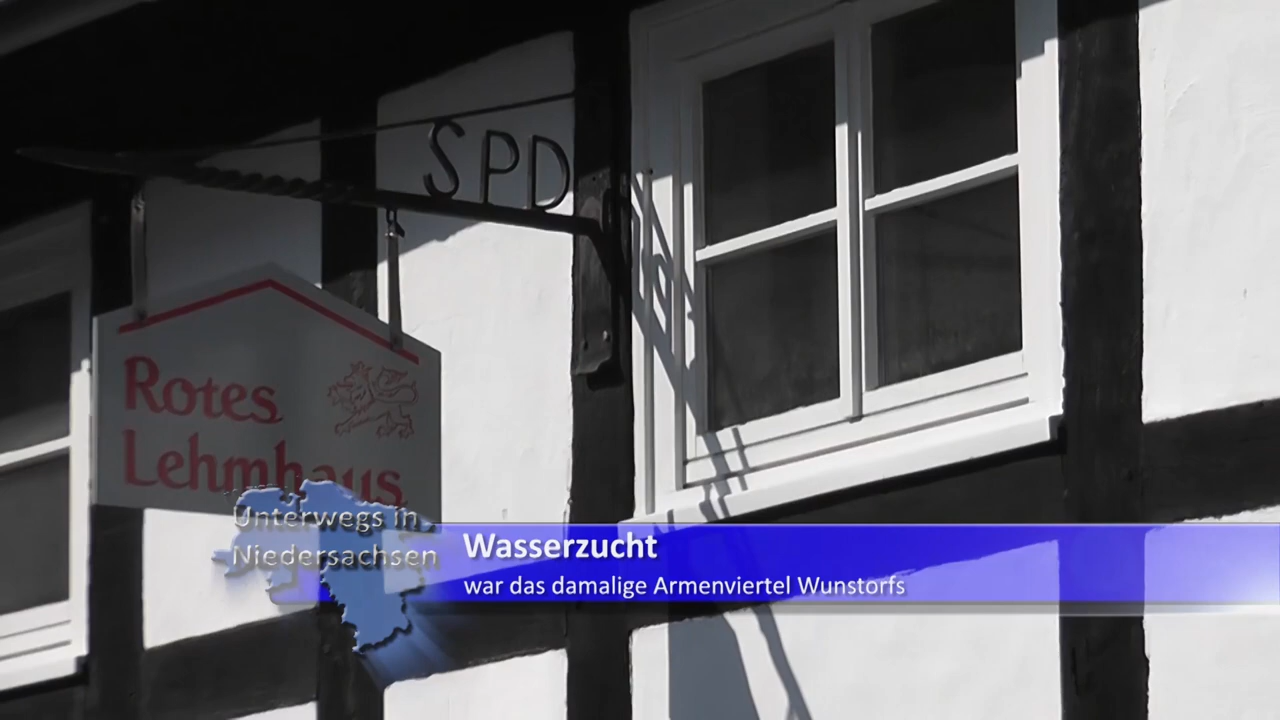 SPD
Rotes
Lehmhaus
Unterwegs in
Niedersachsen
Wasserzucht
war das damalige Armenviertel Wunstorfs